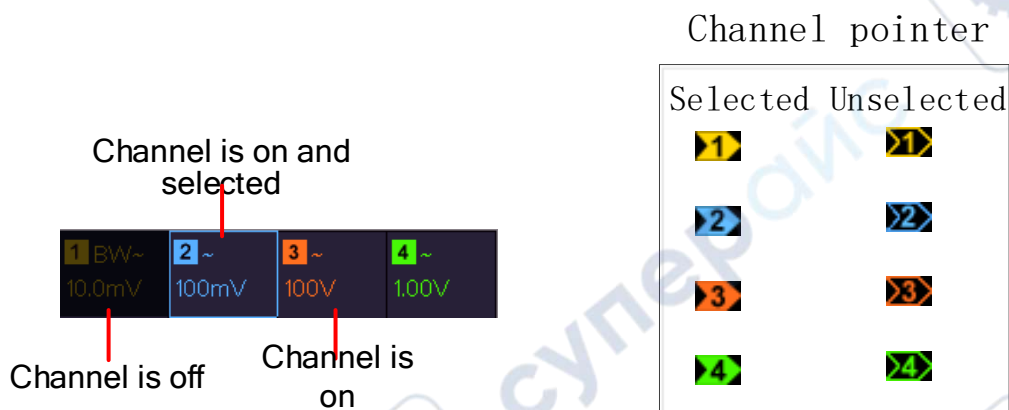 Channel pointer
Selected Unselected
1 1
2 2
3 3
4 4
Channel is on and
selected
1 BW~ 2 ~ 3 ~ 4 ~
10.0mV 100mV 100V 1.00V
Channel is off
Channel is
on
суперайс